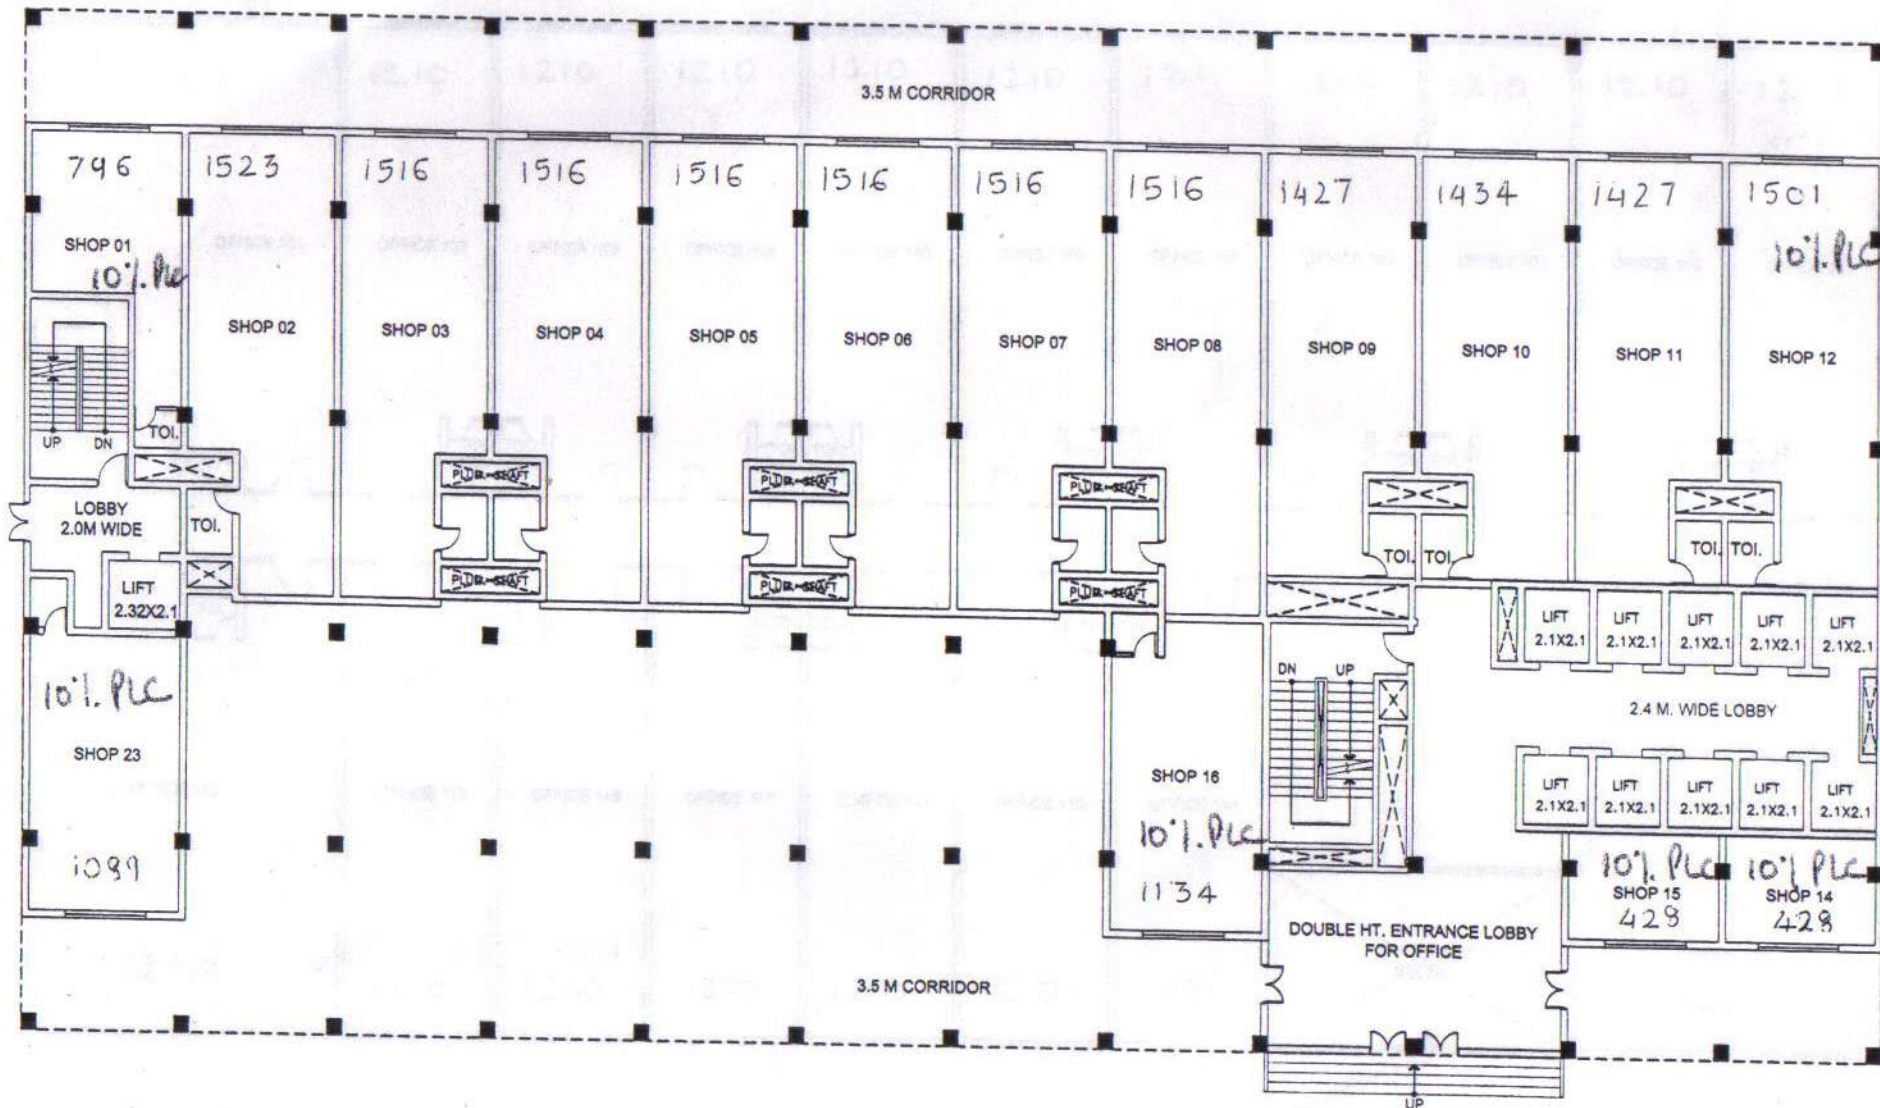 3.5 M CORRIDOR
796
1523
1516
1516
1516
1516
1516
1516
1427
1434
1427
1501
SHOP 01
10%. PLC
10%. PLC
SHOP 02
SHOP 03
SHOP 04
SHOP 05
SHOP 06
SHOP 07
SHOP 08
SHOP 09
SHOP 10
SHOP 11
SHOP 12
UP
DN
TOI.
LOBBY
2.0M WIDE
TOI.
TOI.
TOI.
TOI.
TOI.
LIFT
2.32X2.1
LIFT
2.1X2.1
LIFT
2.1X2.1
LIFT
2.1X2.1
LIFT
2.1X2.1
LIFT
2.1X2.1
10%. PLC
SHOP 23
1089
DN
UP
2.4 M. WIDE LOBBY
SHOP 16
10%. PLC
1134
LIFT
2.1X2.1
LIFT
2.1X2.1
LIFT
2.1X2.1
LIFT
2.1X2.1
LIFT
2.1X2.1
10% PLC
SHOP 15
428
10% PLC
SHOP 14
428
DOUBLE HT. ENTRANCE LOBBY
FOR OFFICE
3.5 M CORRIDOR
UP